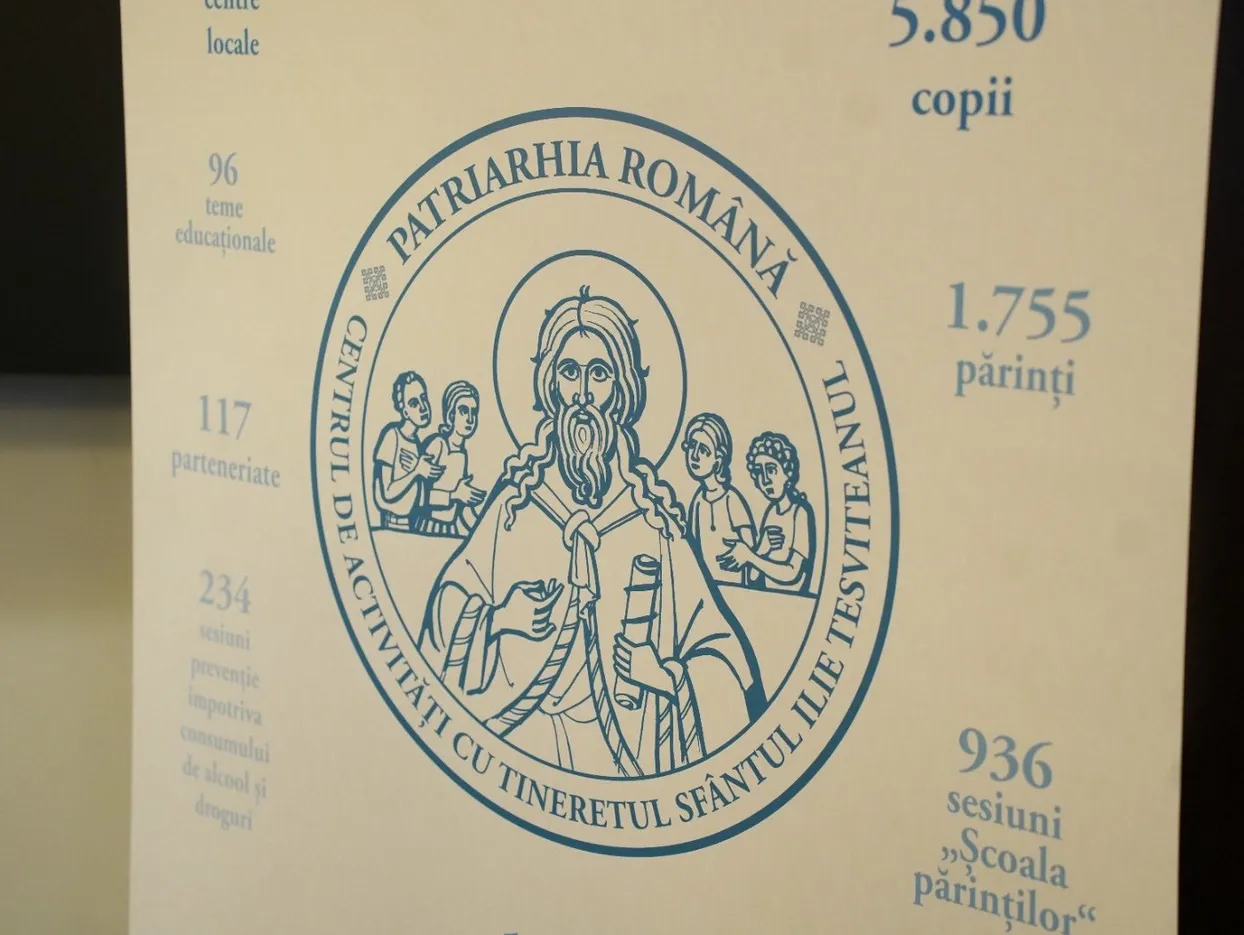 centre
locale
96
teme
educaționale
117
parteneriate
234
sesiuni
prevenție
împotriva
consumului
de alcool și
droguri
PATRIARHIA ROMÂNĂ
CENTRUL DE ACTIVITĂȚI CU TINERETUL SFÂNTUL ILIE TESVITEANUL
5.850
copii
1.755
părinți
936
sesiuni
„Școala
părinților“